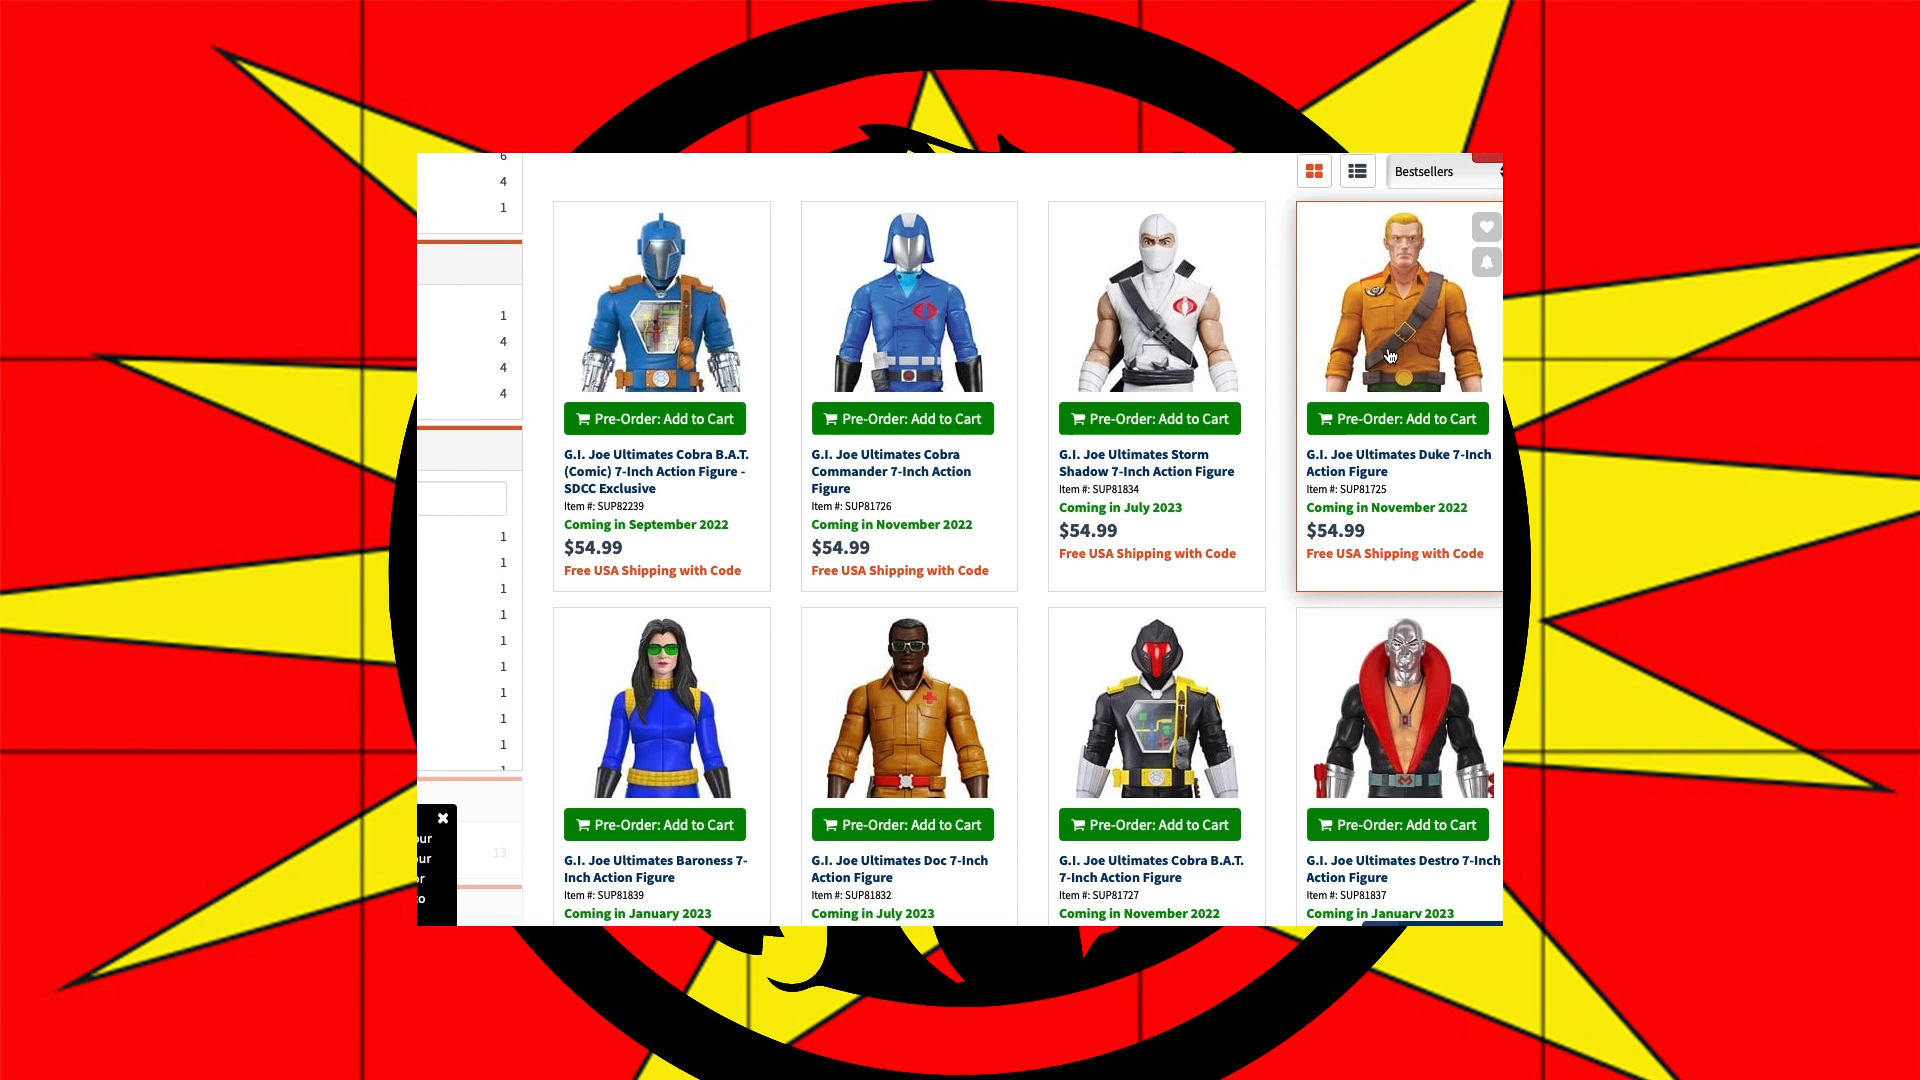 6
4
1
Bestsellers
1
4
4
4
Pre-Order: Add to Cart
G.I. Joe Ultimates Cobra B.A.T.
(Comic) 7-Inch Action Figure -
SDCC Exclusive
Item #: SUP82239
Coming in September 2022
$54.99
Free USA Shipping with Code
Pre-Order: Add to Cart
G.I. Joe Ultimates Cobra
Commander 7-Inch Action
Figure
Item #: SUP81726
Coming in November 2022
$54.99
Free USA Shipping with Code
Pre-Order: Add to Cart
G.I. Joe Ultimates Storm
Shadow 7-Inch Action Figure
Item #: SUP81834
Coming in July 2023
$54.99
Free USA Shipping with Code
Pre-Order: Add to Cart
G.I. Joe Ultimates Duke 7-Inch
Action Figure
Item #: SUP81725
Coming in November 2022
$54.99
Free USA Shipping with Code
1
1
1
1
1
1
1
1
1
1
13
our
our
or
to
Pre-Order: Add to Cart
G.I. Joe Ultimates Baroness 7-
Inch Action Figure
Item #: SUP81839
Coming in January 2023
Pre-Order: Add to Cart
G.I. Joe Ultimates Doc 7-Inch
Action Figure
Item #: SUP81832
Coming in July 2023
Pre-Order: Add to Cart
G.I. Joe Ultimates Cobra B.A.T.
7-Inch Action Figure
Item #: SUP81727
Coming in November 2022
Pre-Order: Add to Cart
G.I. Joe Ultimates Destro 7-Inch
Action Figure
Item #: SUP81837
Coming in January 2023